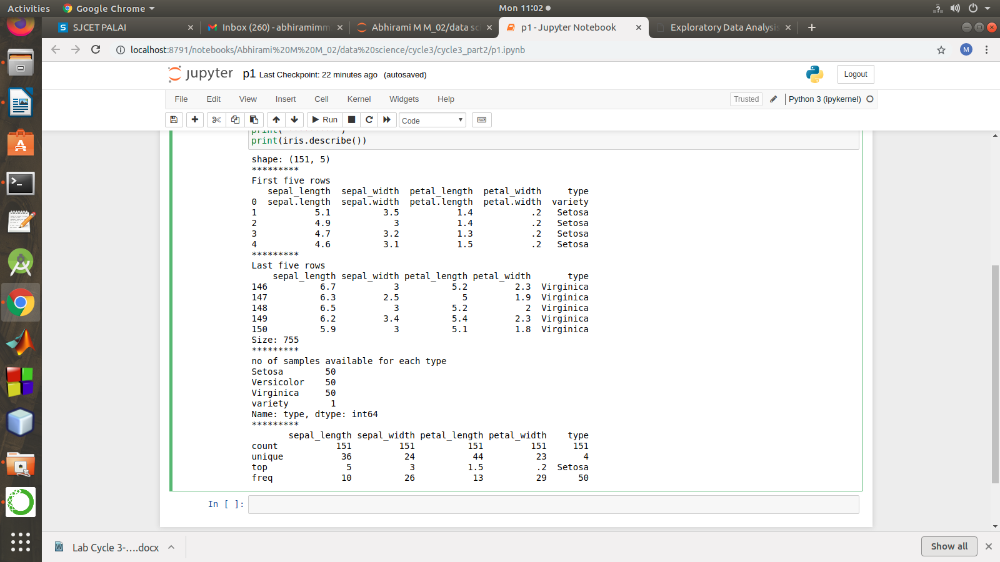 Activities Google Chrome Mon 11:02
SJCET PALAI Inbox (260) - abhiramimm Abhirami M M_02/data sc p1 - Jupyter Notebook Exploratory Data Analysis
localhost:8791/notebooks/Abhirami%20M%20M_02/data%20science/cycle3/cycle3_part2/p1.ipynb M
jupyter p1 Last Checkpoint: 22 minutes ago (autosaved) Logout
File Edit View Insert Cell Kernel Widgets Help Trusted Python 3 (ipykernel)
Run Code
print(iris.describe())
shape: (151, 5)
*********
First five rows
sepal_length sepal_width petal_length petal_width type
0 sepal.length sepal.width petal.length petal.width variety
1 5.1 3.5 1.4 .2 Setosa
2 4.9 3 1.4 .2 Setosa
3 4.7 3.2 1.3 .2 Setosa
4 4.6 3.1 1.5 .2 Setosa
*********
Last five rows
sepal_length sepal_width petal_length petal_width type
146 6.7 3 5.2 2.3 Virginica
147 6.3 2.5 5 1.9 Virginica
148 6.5 3 5.2 2 Virginica
149 6.2 3.4 5.4 2.3 Virginica
150 5.9 3 5.1 1.8 Virginica
Size: 755
*********
no of samples available for each type
Setosa 50
Versicolor 50
Virginica 50
variety 1
Name: type, dtype: int64
*********
sepal_length sepal_width petal_length petal_width type
count 151 151 151 151 151
unique 36 24 44 23 4
top 5 3 1.5 .2 Setosa
freq 10 26 13 29 50
In [ ]:
Lab Cycle 3-....docx Show all